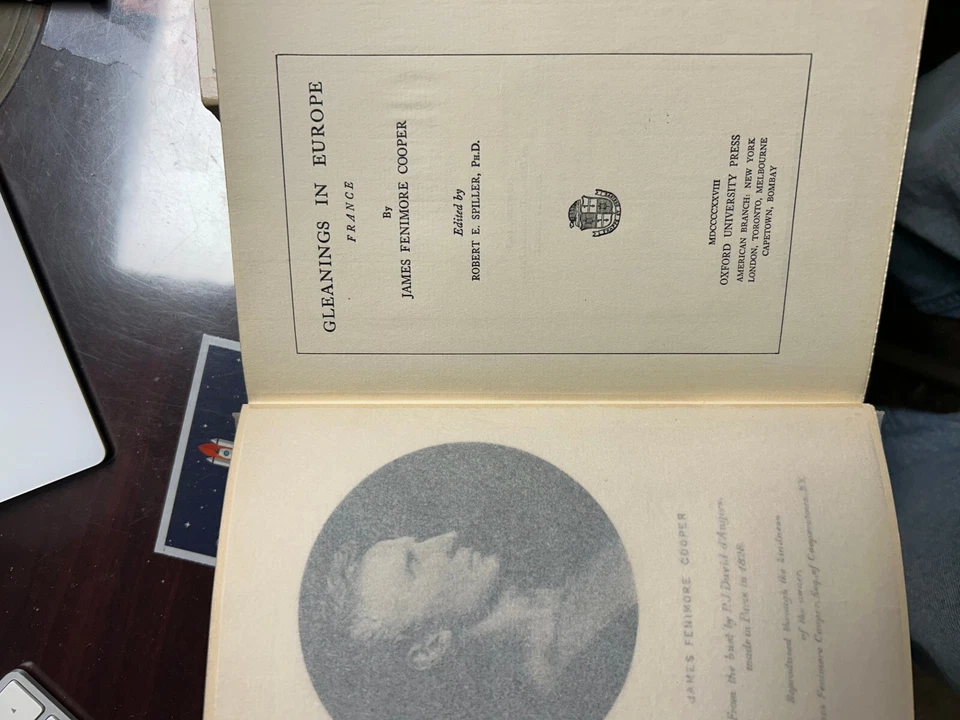 GLEANINGS IN EUROPE
FRANCE
By
JAMES FENIMORE COOPER
Edited by
ROBERT E. SPILLER, Ph.D.
MDCCCCXXVIII
OXFORD UNIVERSITY PRESS
AMERICAN BRANCH: NEW YORK
LONDON, TORONTO, MELBOURNE
CAPETOWN, BOMBAY
JAMES FENIMORE COOPER
From the bust by P. J. David d'Angers,
made in Paris in 1828.
Reproduced through the kindness
of the owner,
Fenimore Cooper, Esq. of Cooperstown, N.Y.